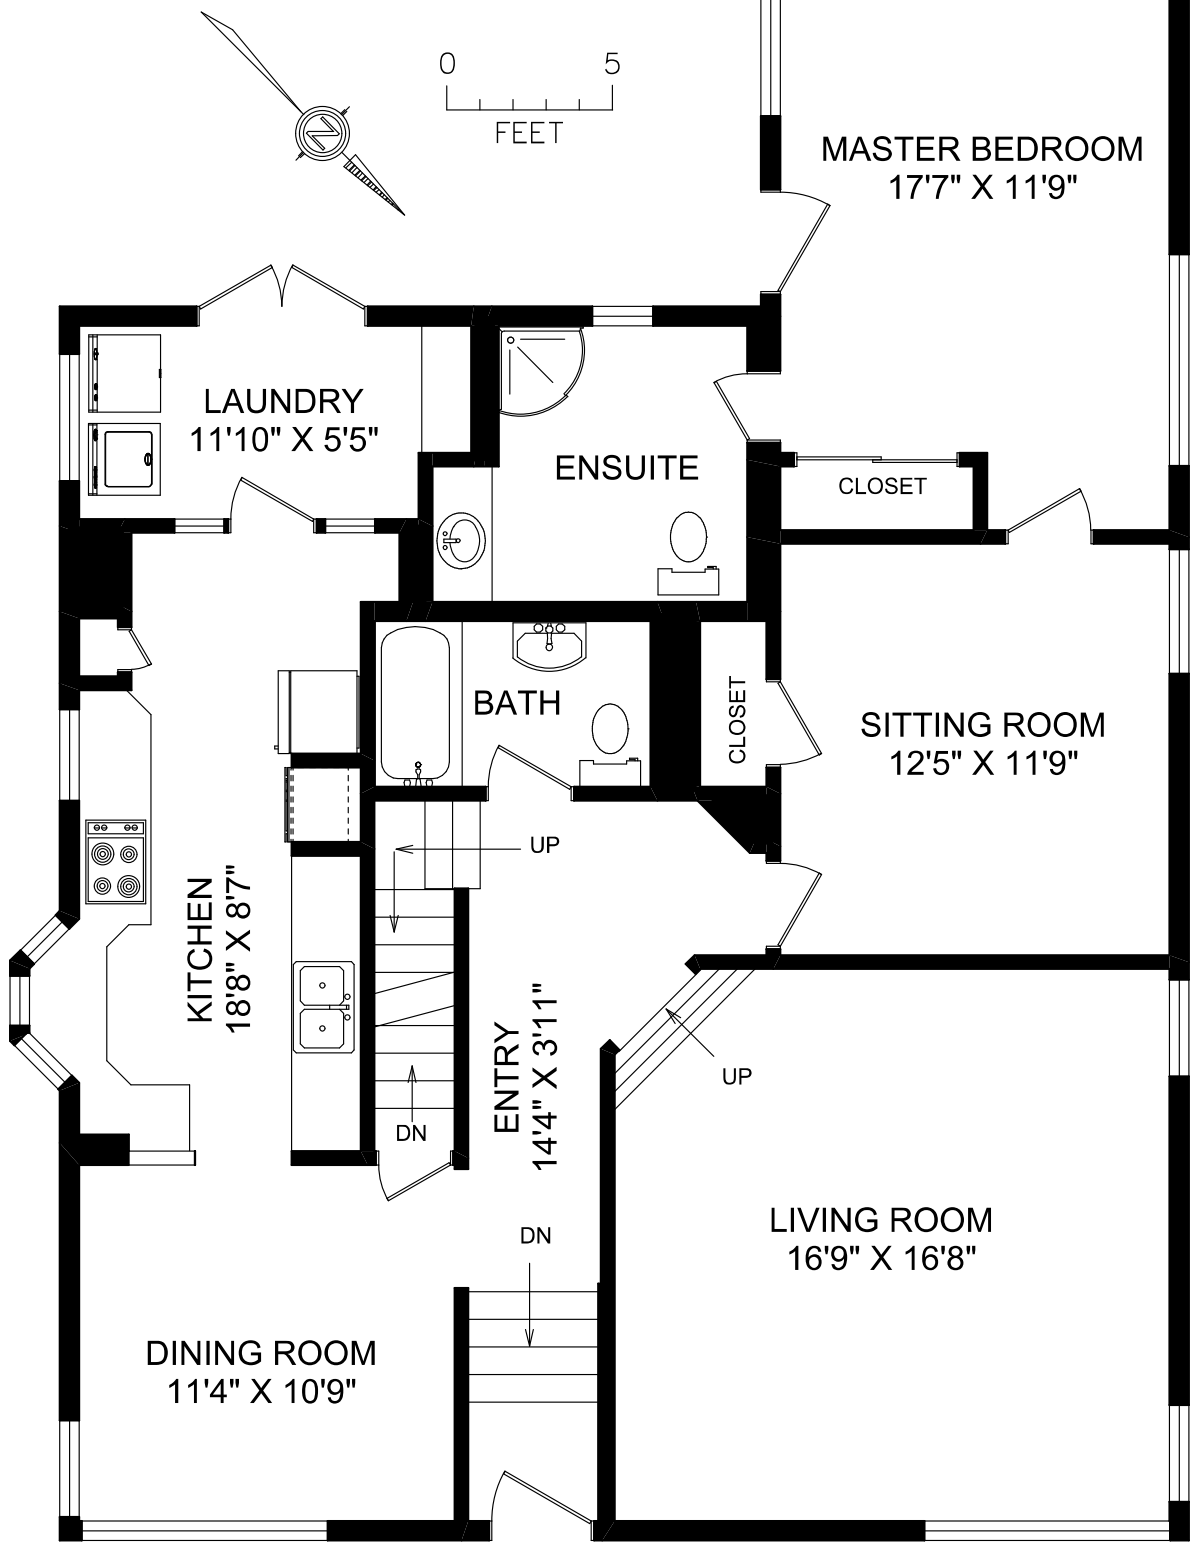 0 5
FEET
N
MASTER BEDROOM
17'7" X 11'9"
LAUNDRY
11'10" X 5'5"
ENSUITE
CLOSET
BATH
CLOSET
SITTING ROOM
12'5" X 11'9"
UP
KITCHEN
18'8" X 8'7"
ENTRY
14'4" X 3'11"
UP
DN
LIVING ROOM
16'9" X 16'8"
DN
DINING ROOM
11'4" X 10'9"